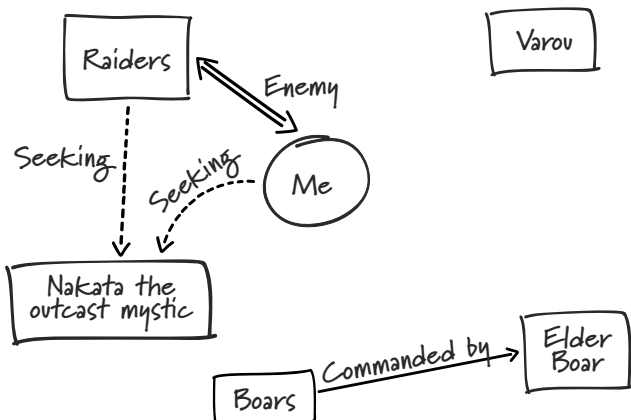 Raiders
Varou
Enemy
Seeking
Seeking
Me
Nakata the
outcast mystic
Elder
Boar
Commanded by
Boars